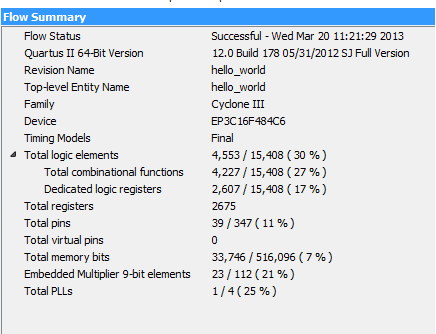 Flow Summary
Flow Status Successful - Wed Mar 20 11:21:29 2013
Quartus II 64-Bit Version 12.0 Build 178 05/31/2012 SJ Full Version
Revision Name hello_world
Top-level Entity Name hello_world
Family Cyclone III
Device EP3C16F484C6
Timing Models Final
Total logic elements 4,553 / 15,408 ( 30 % )
Total combinational functions 4,227 / 15,408 ( 27 % )
Dedicated logic registers 2,607 / 15,408 ( 17 % )
Total registers 2675
Total pins 39 / 347 ( 11 % )
Total virtual pins 0
Total memory bits 33,746 / 516,096 ( 7 % )
Embedded Multiplier 9-bit elements 23 / 112 ( 21 % )
Total PLLs 1 / 4 ( 25 % )